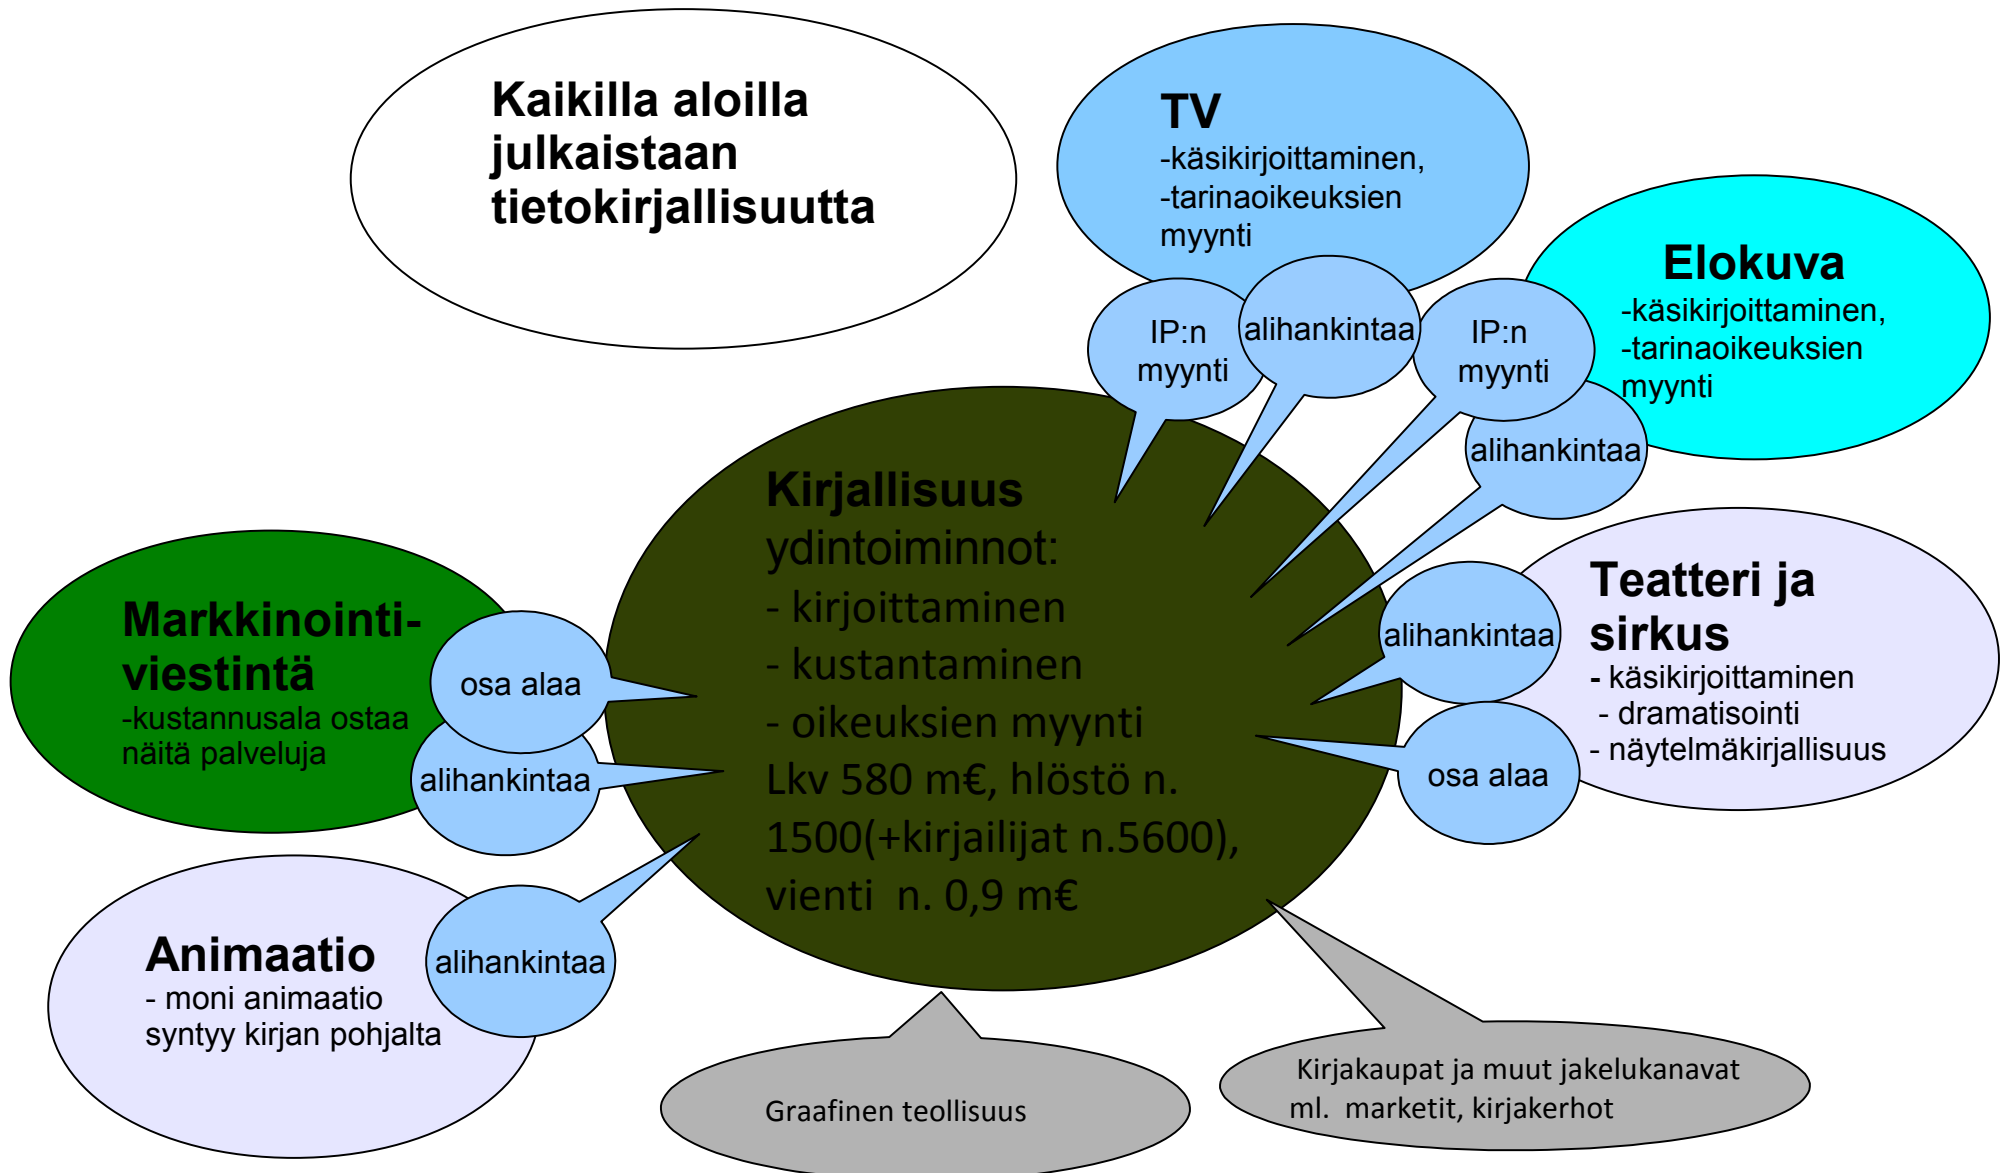 Kaikilla aloilla
julkaistaan
tietokirjallisuutta
TV
-käsikirjoittaminen,
-tarinaoikeuksien
myynti
Elokuva
-käsikirjoittaminen,
-tarinaoikeuksien
myynti
IP:n
myynti
alihankintaa
IP:n
myynti
alihankintaa
Kirjallisuus
ydintoiminnot:
- kirjoittaminen
- kustantaminen
- oikeuksien myynti
Lkv 580 m€, hlöstö n.
1500(+kirjailijat n.5600),
vienti n. 0,9 m€
Teatteri ja
sirkus
- käsikirjoittaminen
- dramatisointi
- näytelmäkirjallisuus
alihankintaa
osa alaa
Markkinointi-
viestintä
-kustannusala ostaa
näitä palveluja
osa alaa
alihankintaa
Animaatio
- moni animaatio
syntyy kirjan pohjalta
alihankintaa
Graafinen teollisuus
Kirjakaupat ja muut jakelukanavat
ml. marketit, kirjakerhot